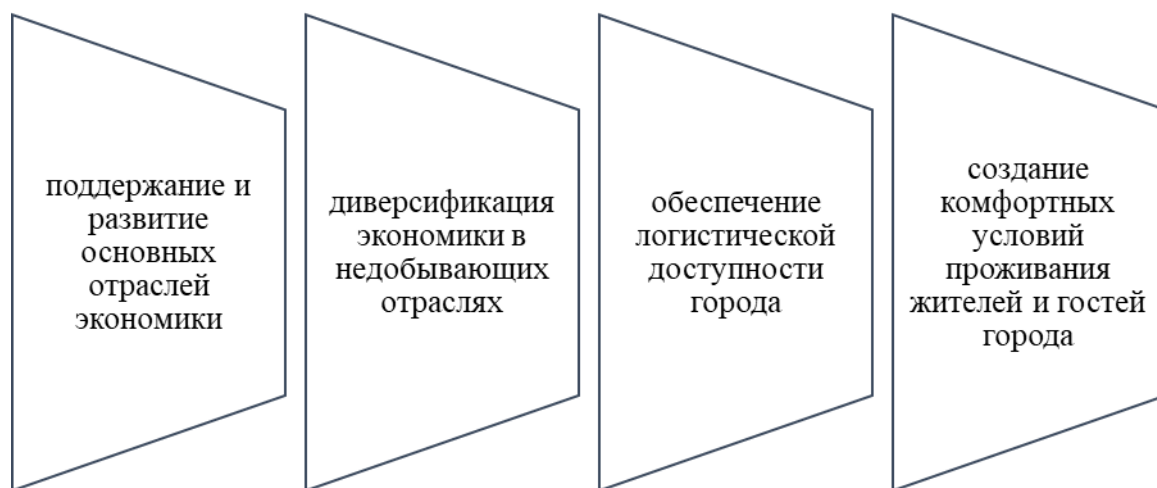 поддержание и
развитие
основных
отраслей
экономики
диверсификация
экономики в
недобывающих
отраслях
обеспечение
логистической
доступности
города
создание
комфортных
условий
проживания
жителей и гостей
города